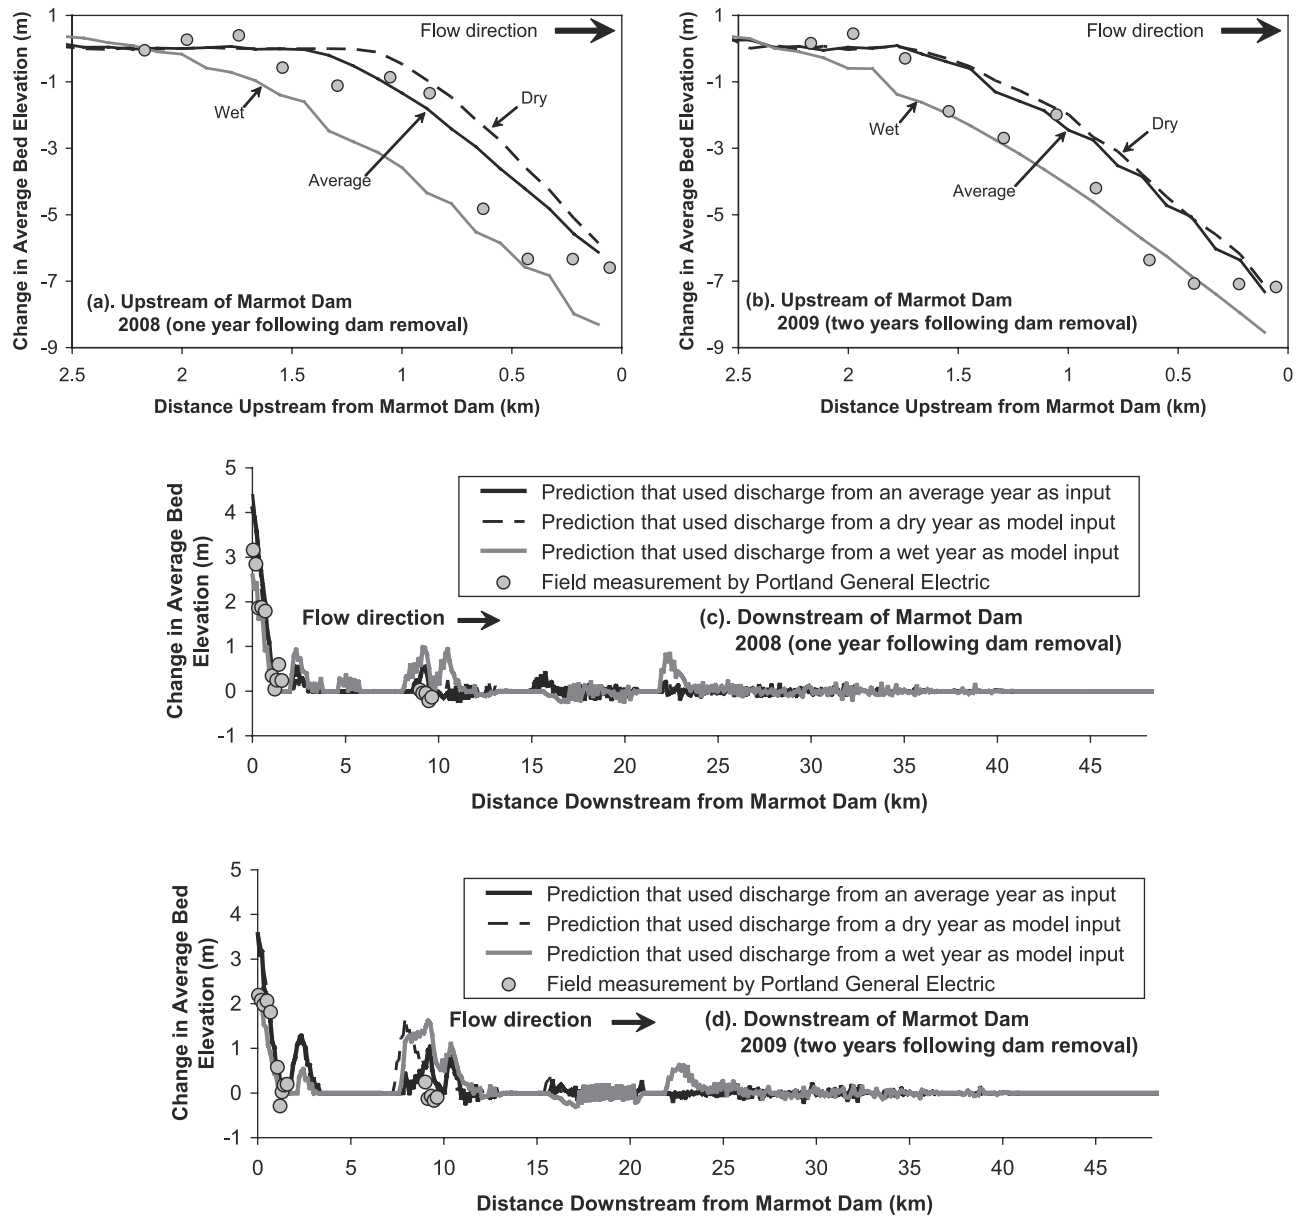 Change in Average Bed Elevation (m)
1
-1
-3
-5
-7
-9
Flow direction
Wet
Dry
Average
(a). Upstream of Marmot Dam
2008 (one year following dam removal)
2.5 2 1.5 1 0.5 0
Distance Upstream from Marmot Dam (km)
Change in Average Bed Elevation (m)
1
-1
-3
-5
-7
-9
Flow direction
Wet
Dry
Average
(b). Upstream of Marmot Dam
2009 (two years following dam removal)
2.5 2 1.5 1 0.5 0
Distance Upstream from Marmot Dam (km)
Change in Average Bed
Elevation (m)
5
4
3
2
1
0
-1
Prediction that used discharge from an average year as input
Prediction that used discharge from a dry year as model input
Prediction that used discharge from a wet year as model input
Field measurement by Portland General Electric
Flow direction
(c). Downstream of Marmot Dam
2008 (one year following dam removal)
0 5 10 15 20 25 30 35 40 45
Distance Downstream from Marmot Dam (km)
Change in Average Bed
Elevation (m)
5
4
3
2
1
0
-1
Prediction that used discharge from an average year as input
Prediction that used discharge from a dry year as model input
Prediction that used discharge from a wet year as model input
Field measurement by Portland General Electric
Flow direction
(d). Downstream of Marmot Dam
2009 (two years following dam removal)
0 5 10 15 20 25 30 35 40 45
Distance Downstream from Marmot Dam (km)